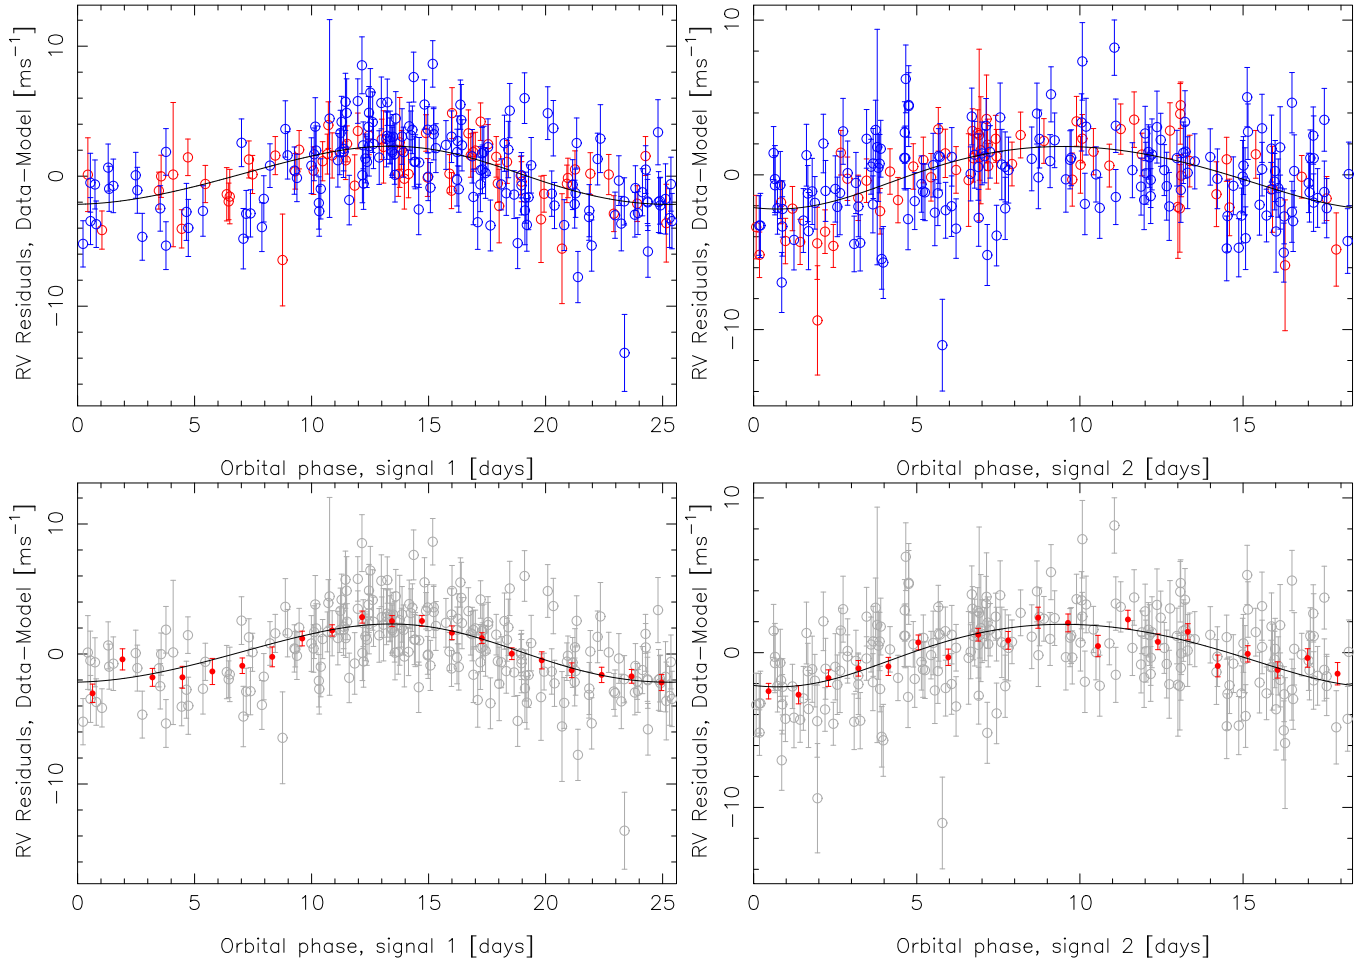 RV Residuals, Data−Model [ms⁻¹]
10
0
−10
0 5 10 15 20 25
Orbital phase, signal 1 [days]
RV Residuals, Data−Model [ms⁻¹]
10
0
−10
0 5 10 15
Orbital phase, signal 2 [days]
RV Residuals, Data−Model [ms⁻¹]
10
0
−10
0 5 10 15 20 25
Orbital phase, signal 1 [days]
RV Residuals, Data−Model [ms⁻¹]
10
0
−10
0 5 10 15
Orbital phase, signal 2 [days]